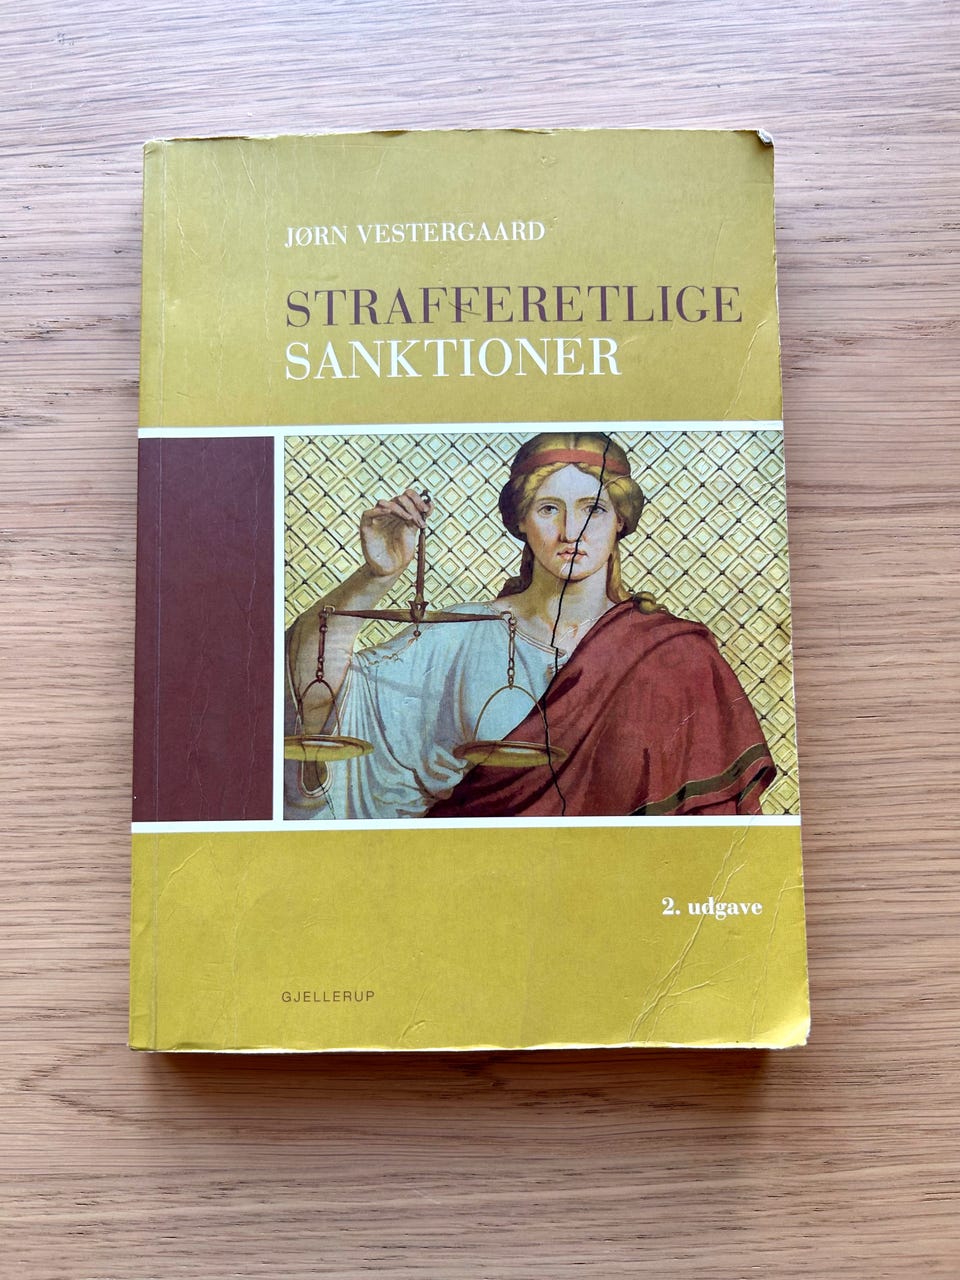 JØRN VESTERGAARD
STRAFFERETLIGE
SANKTIONER
2. udgave
GJELLERUP